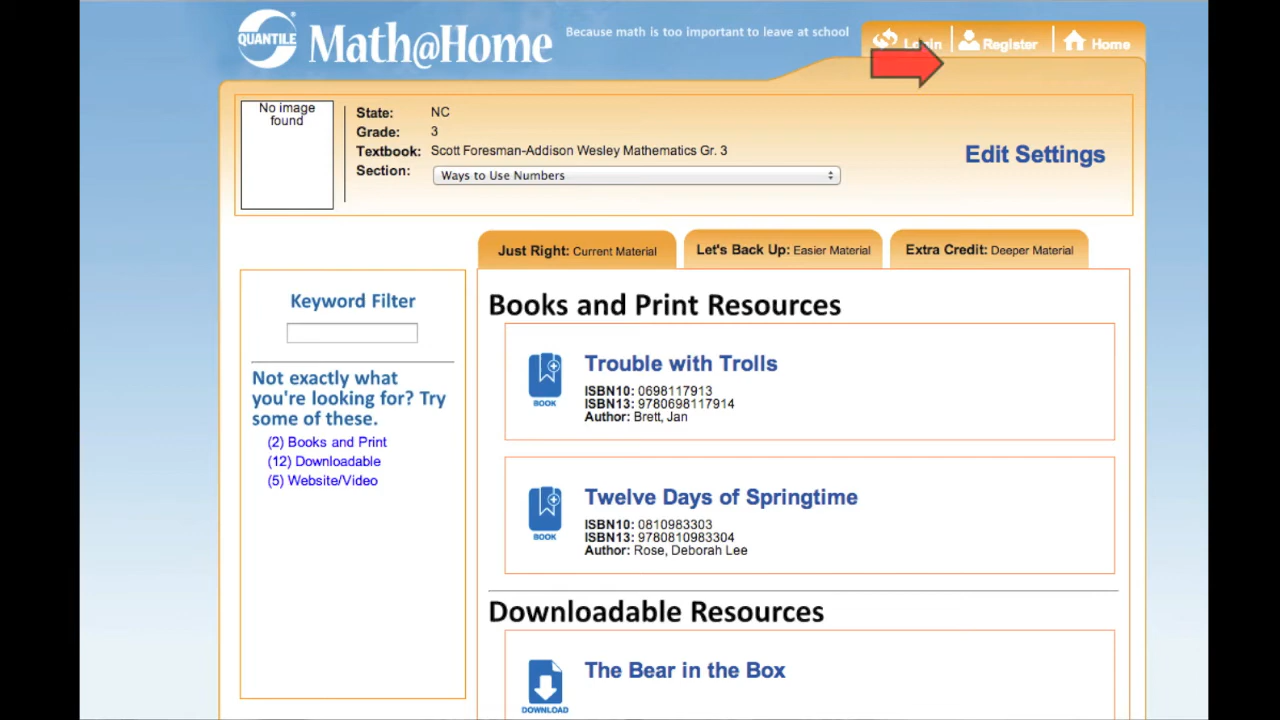 QUANTILE
Math@Home
Because math is too important to leave at school
Login
Register
Home
No image
found
State: NC
Grade: 3
Textbook: Scott Foresman-Addison Wesley Mathematics Gr. 3
Section: Ways to Use Numbers
Edit Settings
Just Right: Current Material
Let's Back Up: Easier Material
Extra Credit: Deeper Material
Keyword Filter
Not exactly what
you're looking for? Try
some of these.
(2) Books and Print
(12) Downloadable
(5) Website/Video
Books and Print Resources
BOOK
Trouble with Trolls
ISBN10: 0698117913
ISBN13: 9780698117914
Author: Brett, Jan
BOOK
Twelve Days of Springtime
ISBN10: 0810983303
ISBN13: 9780810983304
Author: Rose, Deborah Lee
Downloadable Resources
DOWNLOAD
The Bear in the Box